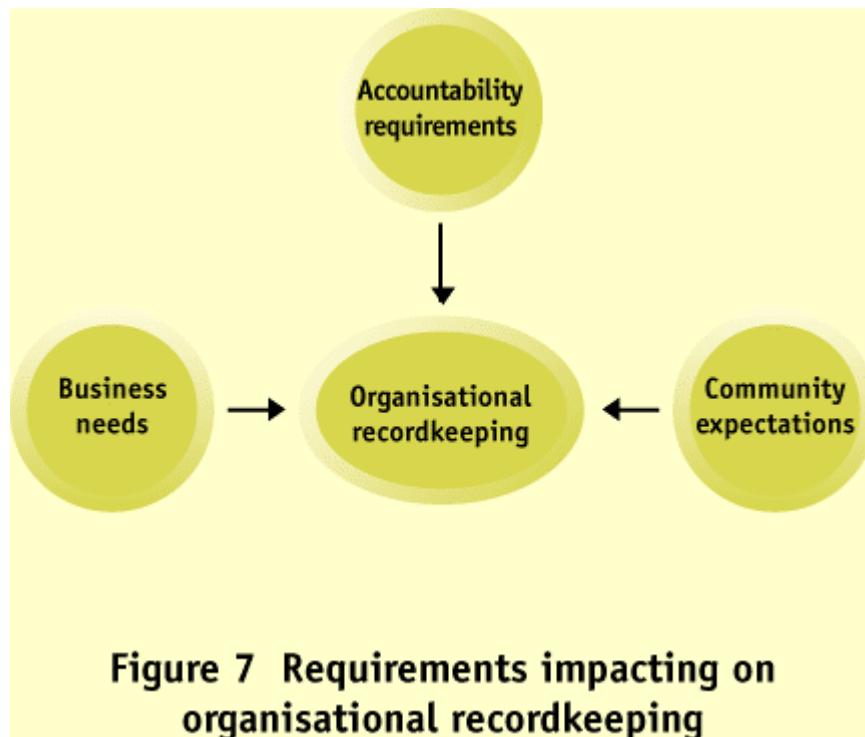 Accountability
requirements
Business
needs
Organisational
recordkeeping
Community
expectations
Figure 7 Requirements impacting on
organisational recordkeeping